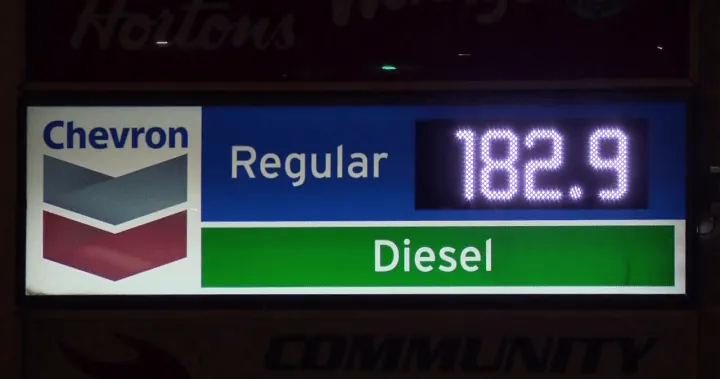 Hortons
Chevron
Regular 182.9
Diesel
COMMUNITY